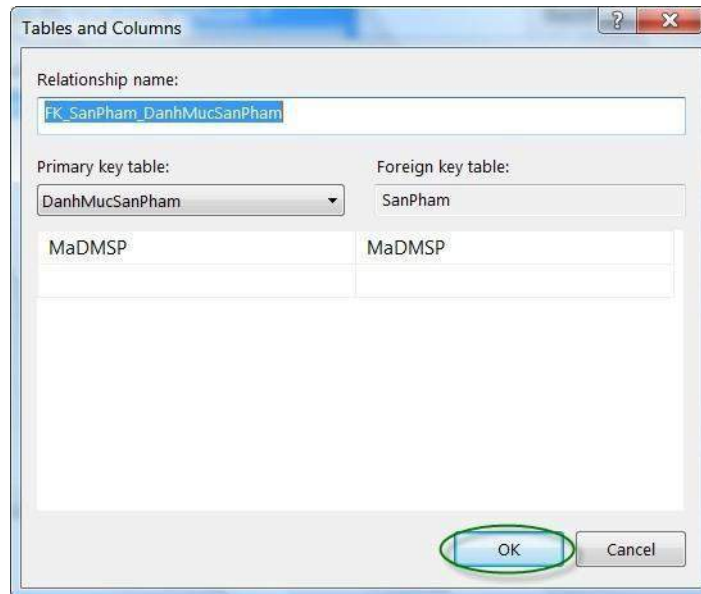 Tables and Columns
Relationship name:
FK_SanPham_DanhMucSanPham
Primary key table: Foreign key table:
DanhMucSanPham SanPham
MaDMSP MaDMSP
OK Cancel